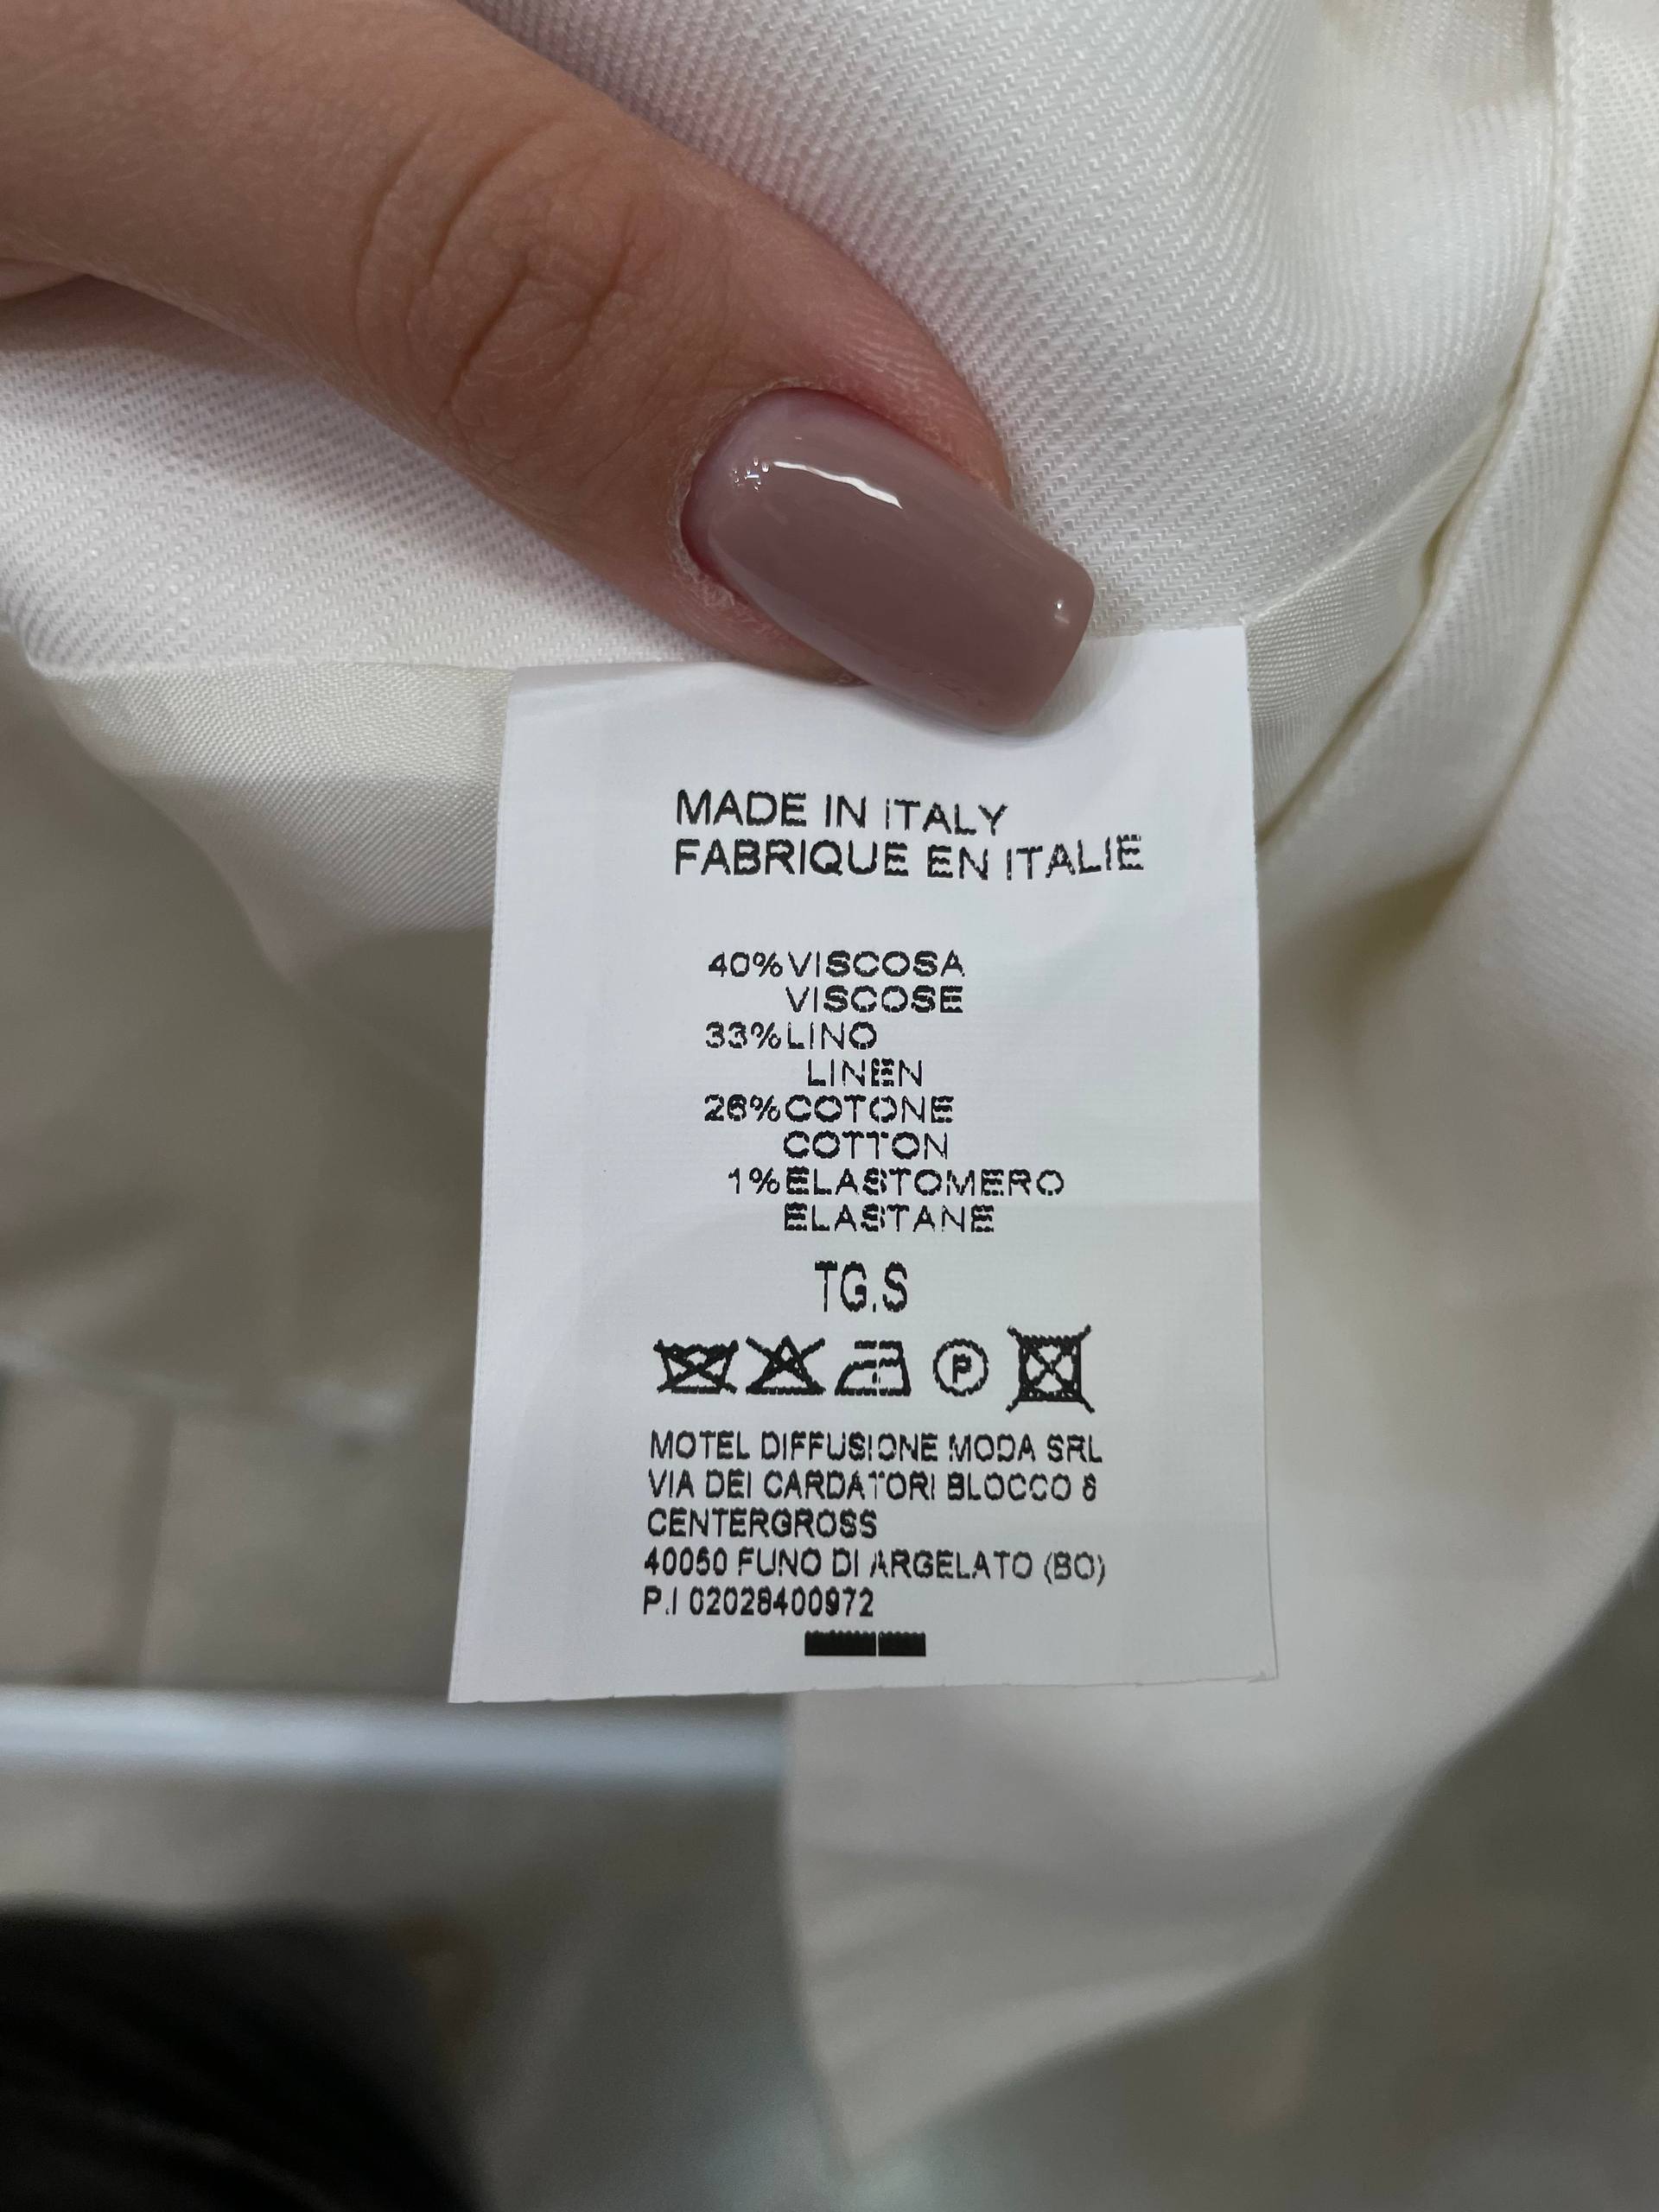 MADE IN ITALY
FABRIQUE EN ITALIE
40% VISCOSA
VISCOSE
33% LINO
LINEN
26% COTONE
COTTON
1% ELASTOMERO
ELASTANE
TG.S
P
MOTEL DIFFUSIONE MODA SRL
VIA DEI CARDATORI BLOCCO
CENTERGROSS
40050 FUNO DI ARGELATO (BO)
P.I 02028400972